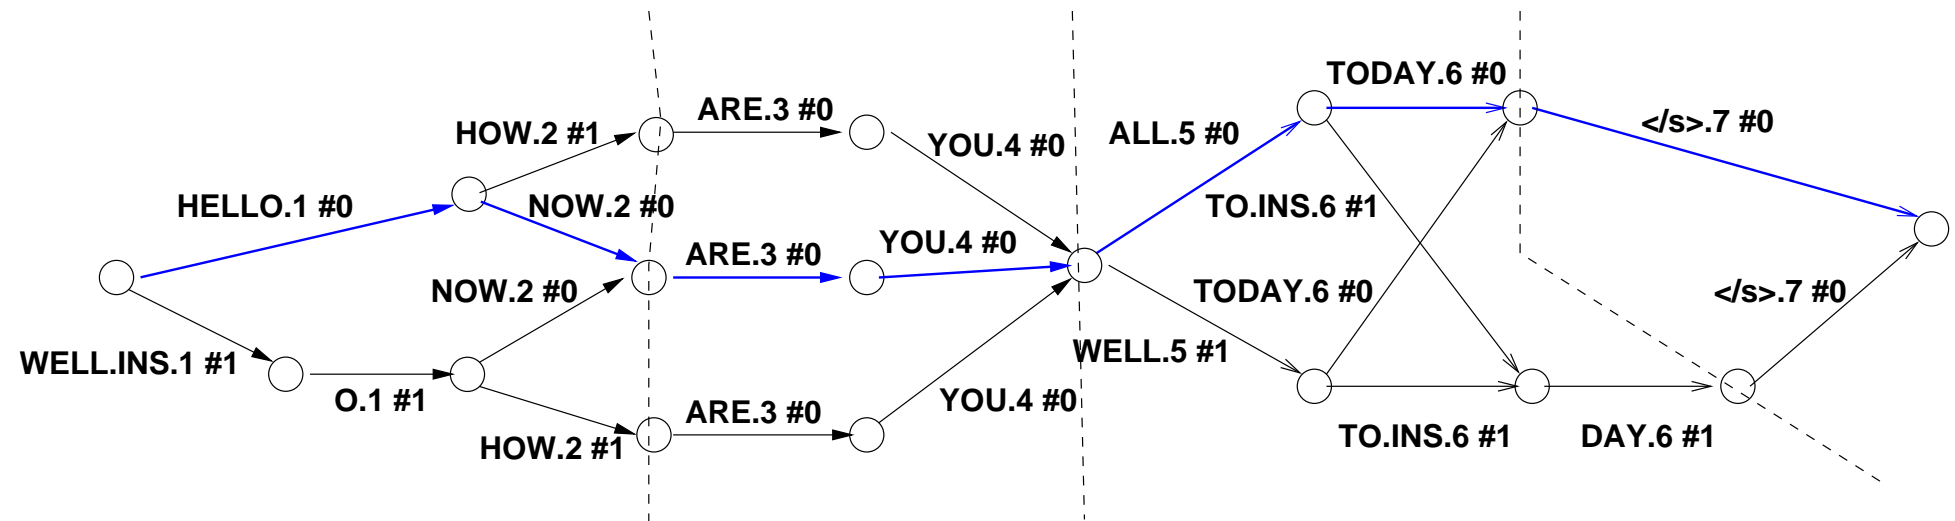 TODAY.6 #0
ARE.3 #0
</s>.7 #0
HOW.2 #1
YOU.4 #0
ALL.5 #0
HELLO.1 #0
NOW.2 #0
TO.INS.6 #1
ARE.3 #0
YOU.4 #0
NOW.2 #0
TODAY.6 #0
</s>.7 #0
WELL.INS.1 #1
WELL.5 #1
O.1 #1
ARE.3 #0
YOU.4 #0
HOW.2 #1
TO.INS.6 #1
DAY.6 #1